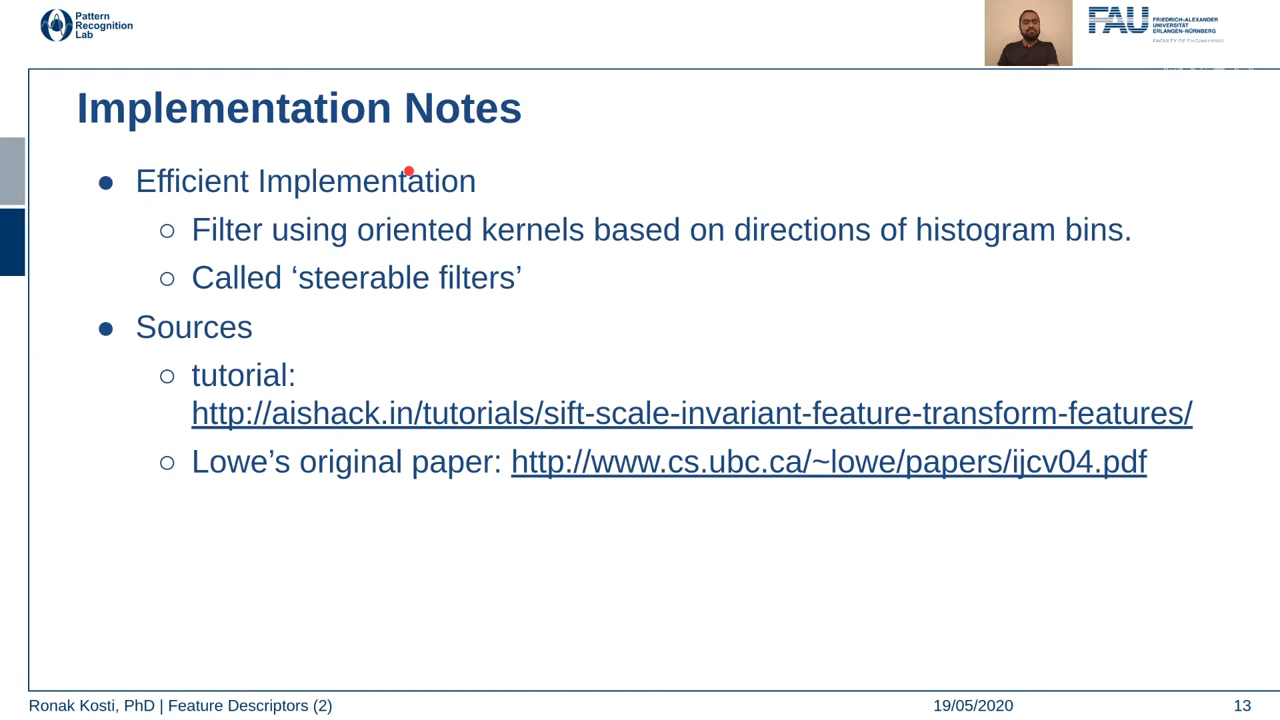 Pattern
Recognition
Lab
FAU
FRIEDRICH-ALEXANDER
UNIVERSITÄT
ERLANGEN-NÜRNBERG
Implementation Notes
● Efficient Implementation
○ Filter using oriented kernels based on directions of histogram bins.
○ Called ‘steerable filters’
● Sources
○ tutorial:
http://aishack.in/tutorials/sift-scale-invariant-feature-transform-features/
○ Lowe’s original paper: http://www.cs.ubc.ca/~lowe/papers/ijcv04.pdf
Ronak Kosti, PhD | Feature Descriptors (2)
19/05/2020
13